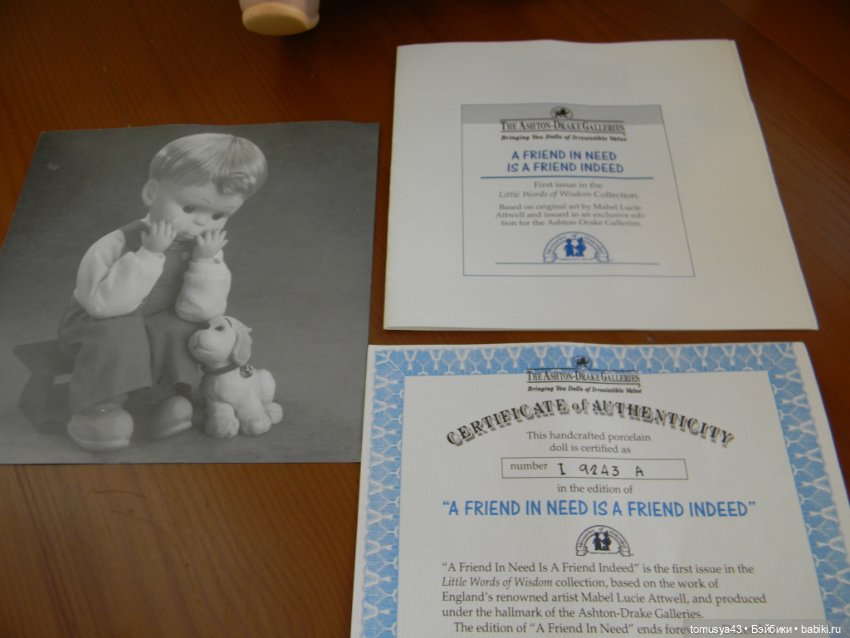 THE ASHTON-DRAKE GALLERIES
Bringing You Dolls of Irresistible Value
A FRIEND IN NEED
IS A FRIEND INDEED
First issue in the
Little Words of Wisdom Collection.
Based on original art by Mabel Lucie
Attwell and issued in an exclusive edi-
tion for the Ashton-Drake Galleries.
THE ASHTON-DRAKE GALLERIES
Bringing You Dolls of Irresistible Value
CERTIFICATE of AUTHENTICITY
This handcrafted porcelain
doll is certified as
number I 9243 A
in the edition of
"A FRIEND IN NEED IS A FRIEND INDEED"
"A Friend In Need Is A Friend Indeed" is the first issue in the
Little Words of Wisdom collection, based on the work of
England's renowned artist Mabel Lucie Attwell, and produced
under the hallmark of the Ashton-Drake Galleries.
The edition of "A Friend In Need" ends fore
tomusya43 • Бэйбики • babiki.ru